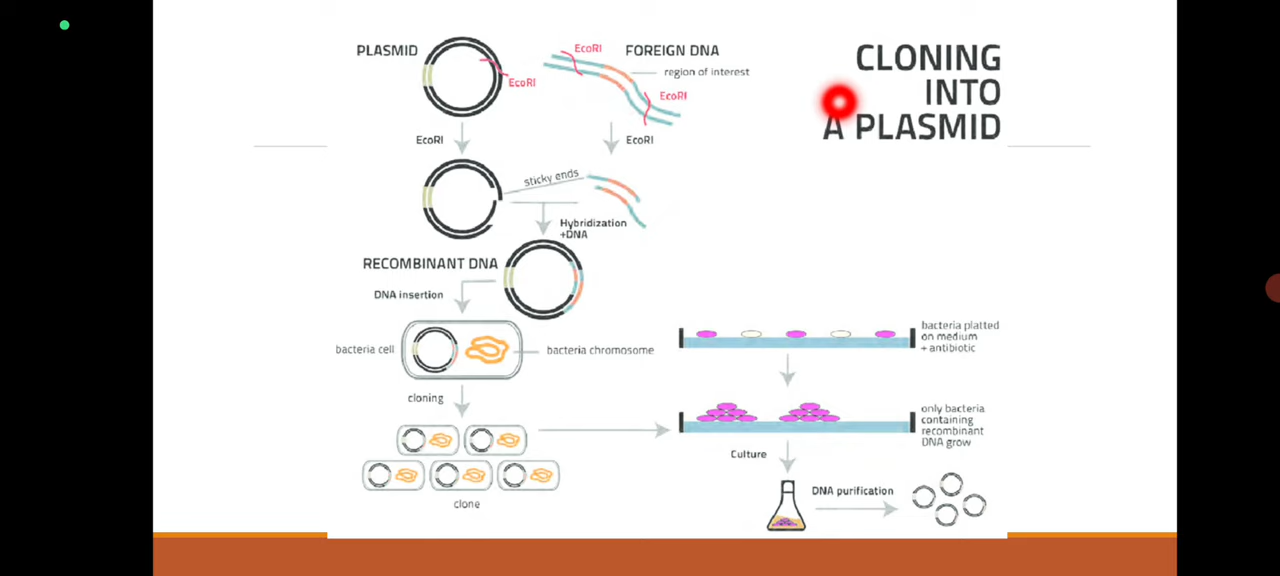 CLONING
INTO
A PLASMID
PLASMID
EcoRI
EcoRI
FOREIGN DNA
region of interest
EcoRI
EcoRI
EcoRI
sticky ends
Hybridization
+DNA
RECOMBINANT DNA
DNA insertion
bacteria cell
bacteria chromosome
cloning
clone
bacteria platted
on medium
+ antibiotic
only bacteria
containing
recombinant
DNA grow
Culture
DNA purification